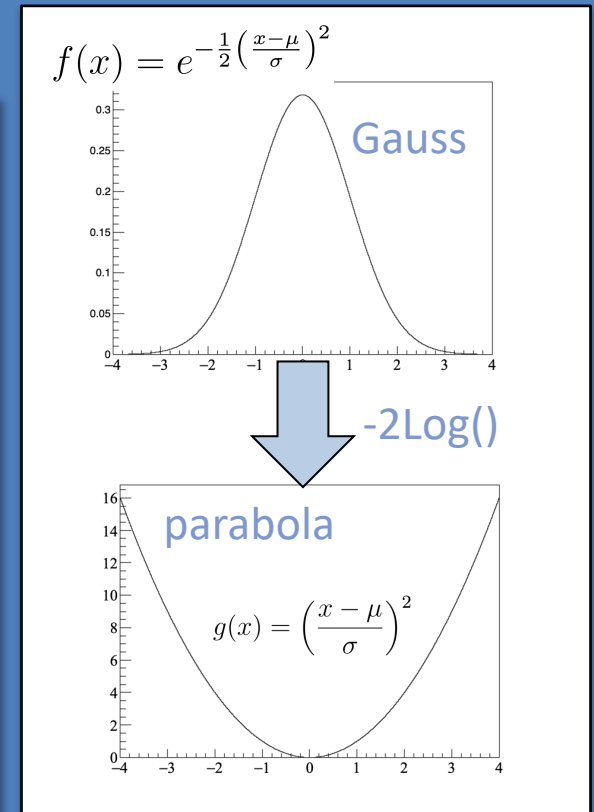 f(x) = e^{-\frac{1}{2}\left(\frac{x-\mu}{\sigma}\right)^2}
Gauss
0.3
0.25
0.2
0.15
0.1
0.05
0
−4 −3 −2 −1 0 1 2 3 4
-2Log()
parabola
g(x) = \left(\frac{x-\mu}{\sigma}\right)^2
16
14
12
10
8
6
4
2
0
−4 −3 −2 −1 0 1 2 3 4